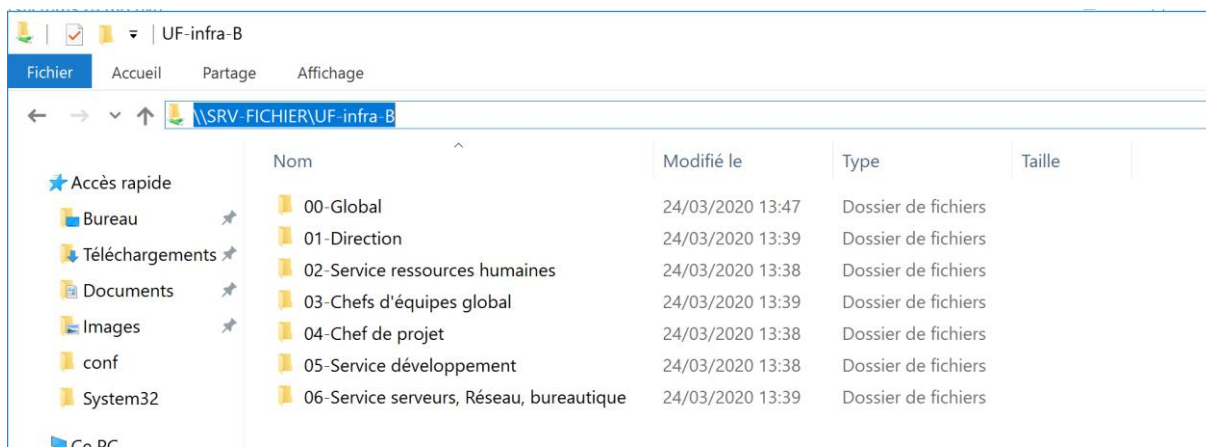 UF-infra-B
Fichier Accueil Partage Affichage
\\SRV-FICHIER\UF-infra-B
Nom Modifié le Type Taille
Accès rapide
Bureau
Téléchargements
Documents
Images
conf
System32
Ce PC
00-Global 24/03/2020 13:47 Dossier de fichiers
01-Direction 24/03/2020 13:39 Dossier de fichiers
02-Service ressources humaines 24/03/2020 13:38 Dossier de fichiers
03-Chefs d'équipes global 24/03/2020 13:39 Dossier de fichiers
04-Chef de projet 24/03/2020 13:38 Dossier de fichiers
05-Service développement 24/03/2020 13:38 Dossier de fichiers
06-Service serveurs, Réseau, bureautique 24/03/2020 13:39 Dossier de fichiers